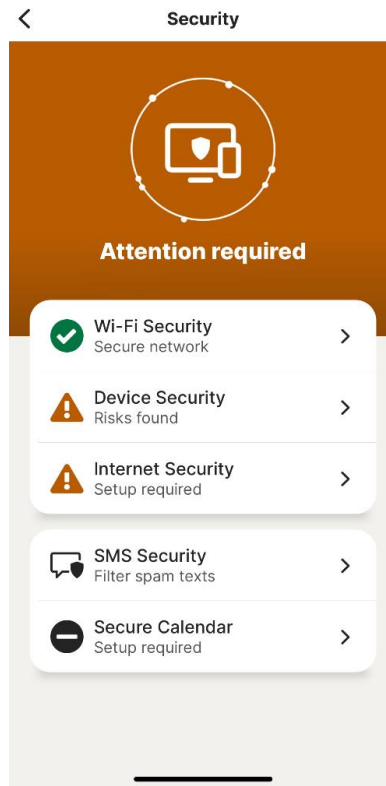 Security
Attention required
Wi-Fi Security
Secure network
Device Security
Risks found
Internet Security
Setup required
SMS Security
Filter spam texts
Secure Calendar
Setup required